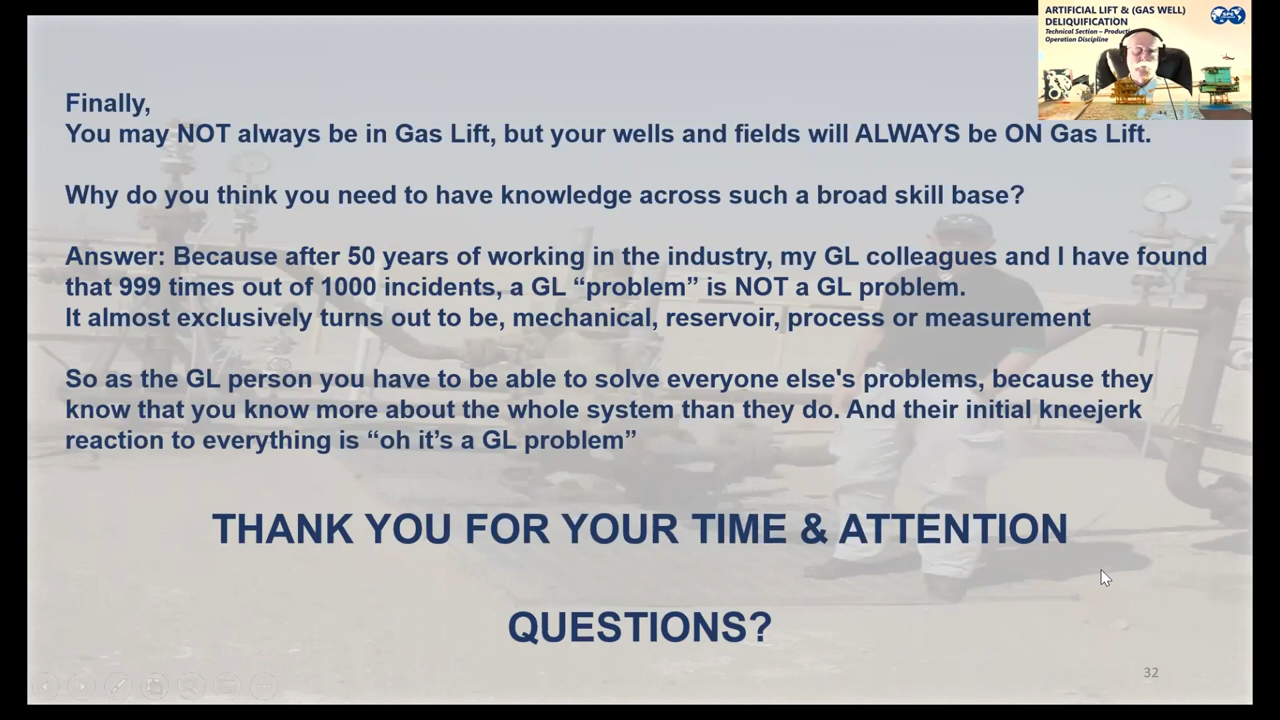 ARTIFICIAL LIFT & (GAS WELL)
DELIQUIFICATION
Technical Section – Producti
Operation Discipline
Finally,
You may NOT always be in Gas Lift, but your wells and fields will ALWAYS be ON Gas Lift.
Why do you think you need to have knowledge across such a broad skill base?
Answer: Because after 50 years of working in the industry, my GL colleagues and I have found
that 999 times out of 1000 incidents, a GL “problem” is NOT a GL problem.
It almost exclusively turns out to be, mechanical, reservoir, process or measurement
So as the GL person you have to be able to solve everyone else's problems, because they
know that you know more about the whole system than they do. And their initial kneejerk
reaction to everything is “oh it’s a GL problem”
THANK YOU FOR YOUR TIME & ATTENTION
QUESTIONS?
32